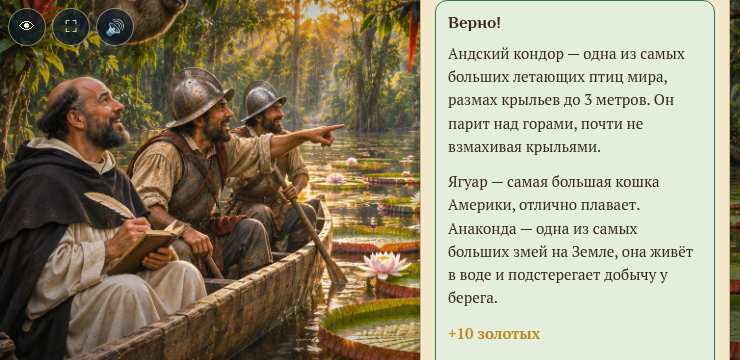 Верно!
Андский кондор — одна из самых
больших летающих птиц мира,
размах крыльев до 3 метров. Он
парит над горами, почти не
взмахивая крыльями.
Ягуар — самая большая кошка
Америки, отлично плавает.
Анаконда — одна из самых
больших змей на Земле, она живёт
в воде и подстерегает добычу у
берега.
+10 золотых